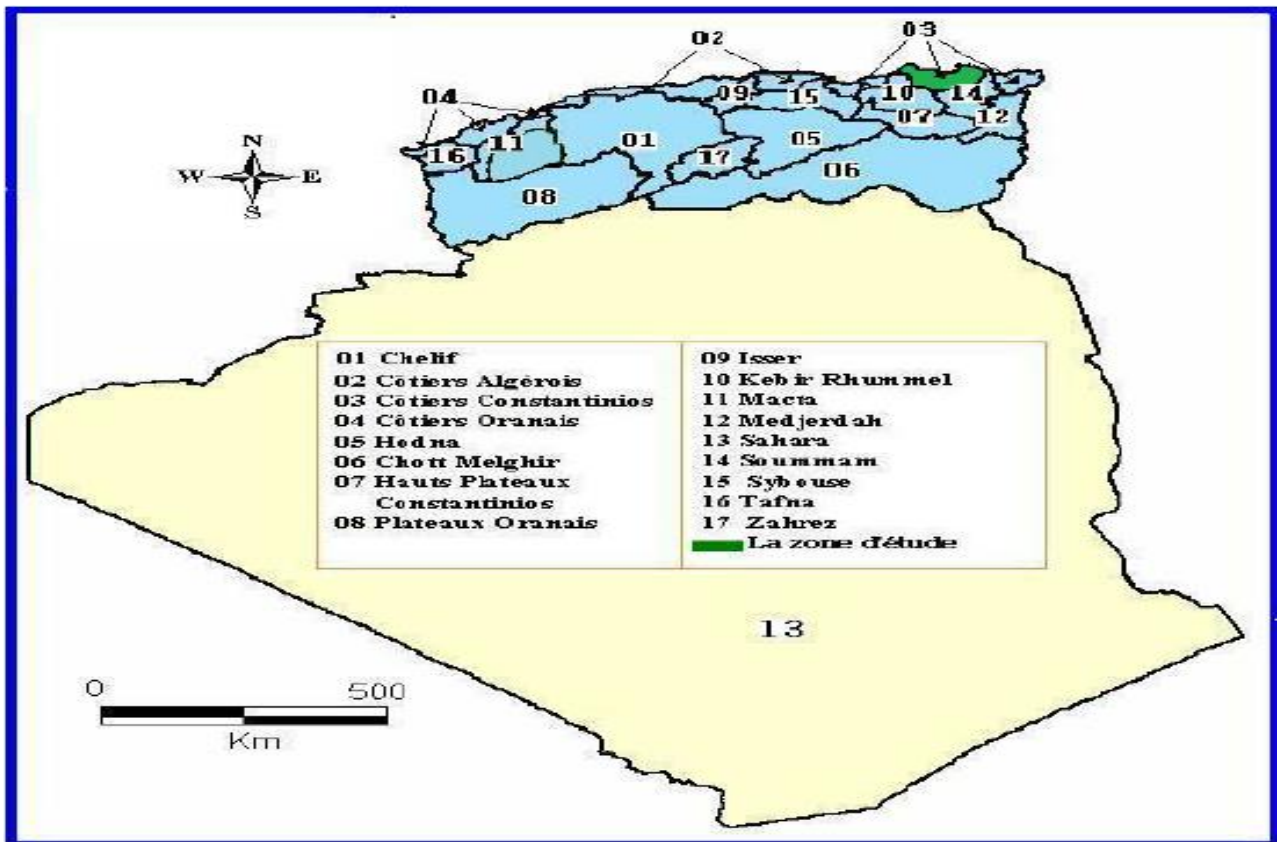 02
03
04
09
15
10
14
07
12
N
W E
S
16
11
01
05
17
06
08
01 Chelif
02 Côtiers Algérois
03 Côtiers Constantinios
04 Côtiers Oranais
05 Hodna
06 Chott Melghir
07 Hauts Plateaux
Constantinios
08 Plateaux Oranais
09 Isser
10 Kebir Rhummel
11 Macta
12 Medjerdah
13 Sahara
14 Soummam
15 Sybouse
16 Tafna
17 Zahrez
La zone d'étude
13
0 500
Km